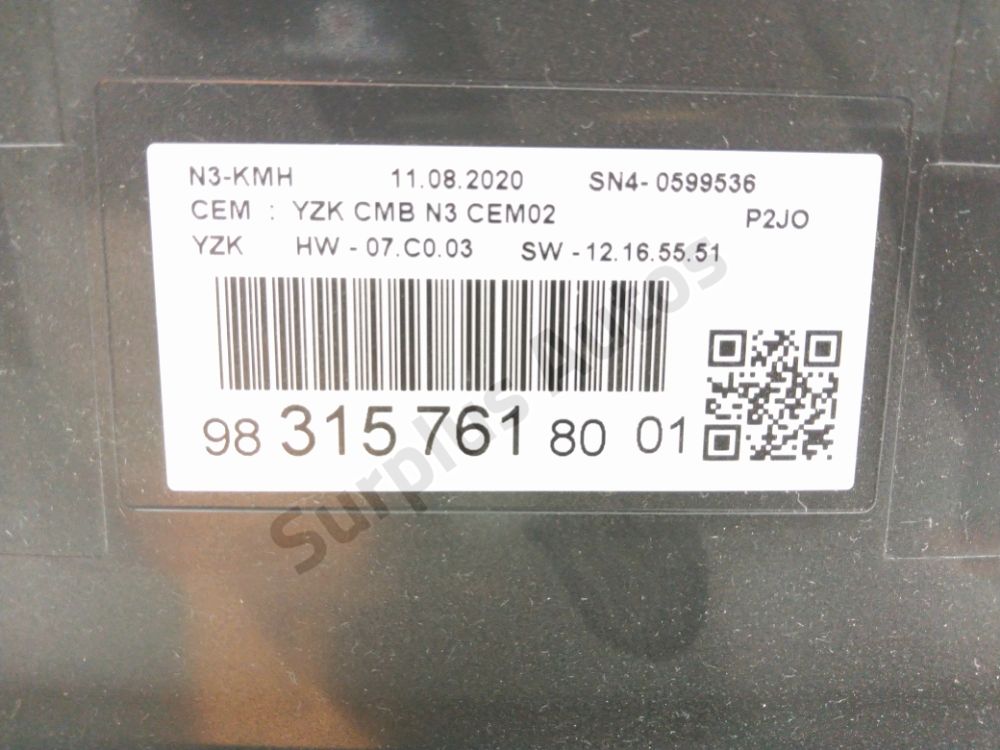 N3-KMH 11.08.2020 SN4- 0599536
CEM : YZK CMB N3 CEM02 P2JO
YZK HW - 07.C0.03 SW - 12.16.55.51
98 315 761 80 01
Surplus Autos